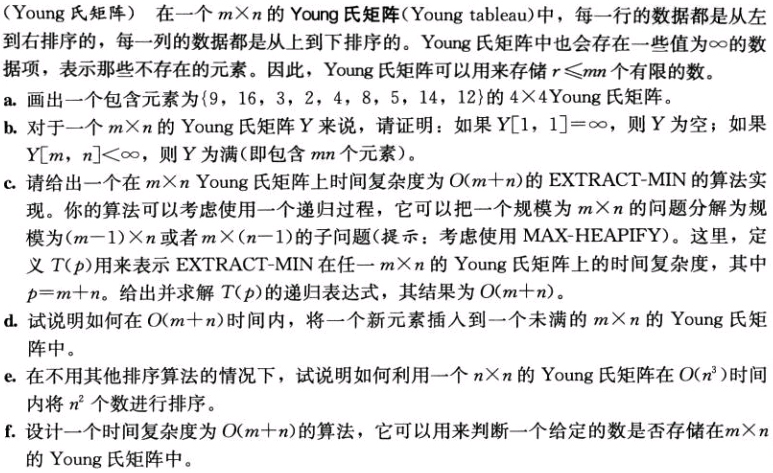 (Young 氏矩阵) 在一个 m×n 的 Young 氏矩阵(Young tableau)中，每一行的数据都是从左
到右排序的，每一列的数据都是从上到下排序的。Young 氏矩阵中也会存在一些值为∞的数
据项，表示那些不存在的元素。因此，Young 氏矩阵可以用来存储 r≤mn 个有限的数。
a. 画出一个包含元素为{9，16，3，2，4，8，5，14，12}的 4×4Young 氏矩阵。
b. 对于一个 m×n 的 Young 氏矩阵 Y 来说，请证明：如果 Y[1，1]=∞，则 Y 为空；如果
Y[m，n]<∞，则 Y 为满(即包含 mn 个元素)。
c. 请给出一个在 m×n Young 氏矩阵上时间复杂度为 O(m+n)的 EXTRACT-MIN 的算法实
现。你的算法可以考虑使用一个递归过程，它可以把一个规模为 m×n 的问题分解为规
模为(m-1)×n 或者 m×(n-1)的子问题(提示：考虑使用 MAX-HEAPIFY)。这里，定
义 T(p)用来表示 EXTRACT-MIN 在任一 m×n 的 Young 氏矩阵上的时间复杂度，其中
p=m+n。给出并求解 T(p)的递归表达式，其结果为 O(m+n)。
d. 试说明如何在 O(m+n)时间内，将一个新元素插入到一个未满的 m×n 的 Young 氏矩
阵中。
e. 在不用其他排序算法的情况下，试说明如何利用一个 n×n 的 Young 氏矩阵在 O(n³)时间
内将 n² 个数进行排序。
f. 设计一个时间复杂度为 O(m+n)的算法，它可以用来判断一个给定的数是否存储在m×n
的 Young 氏矩阵中。